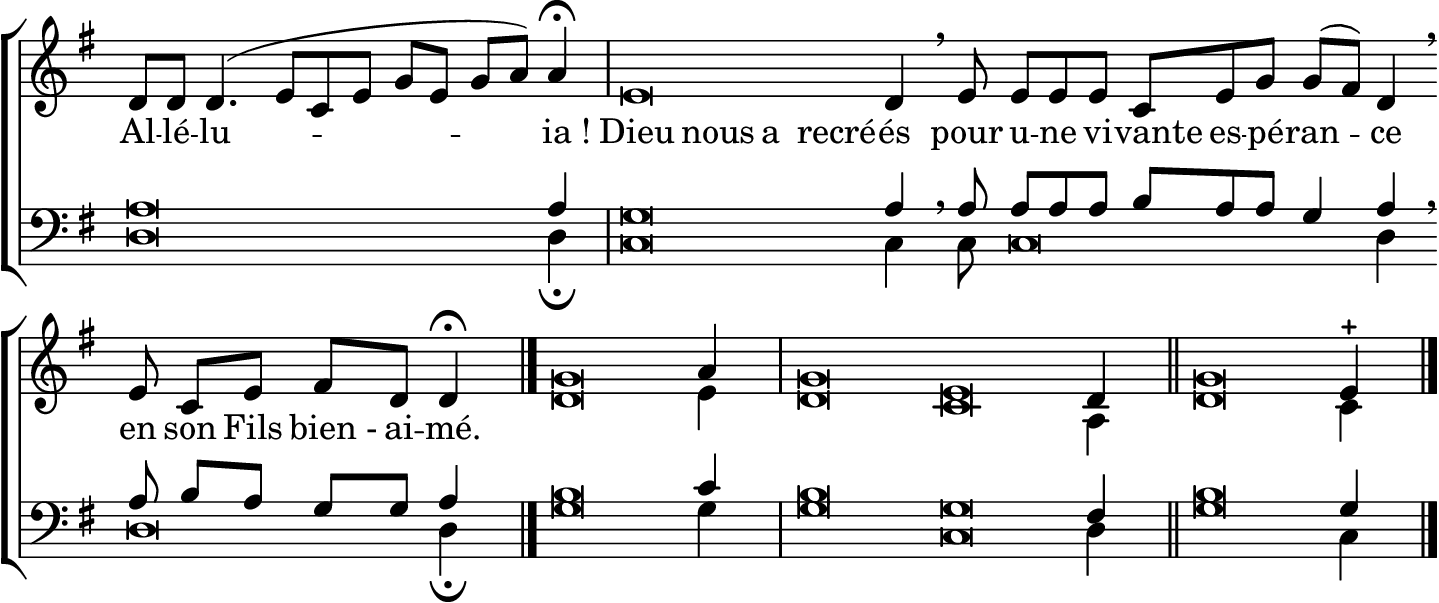 Al -- lé -- lu -- -- -- ia ! Dieu nous a recréés pour u -- ne vivante es -- péran -- ce
en son Fils bien - ai -- mé.